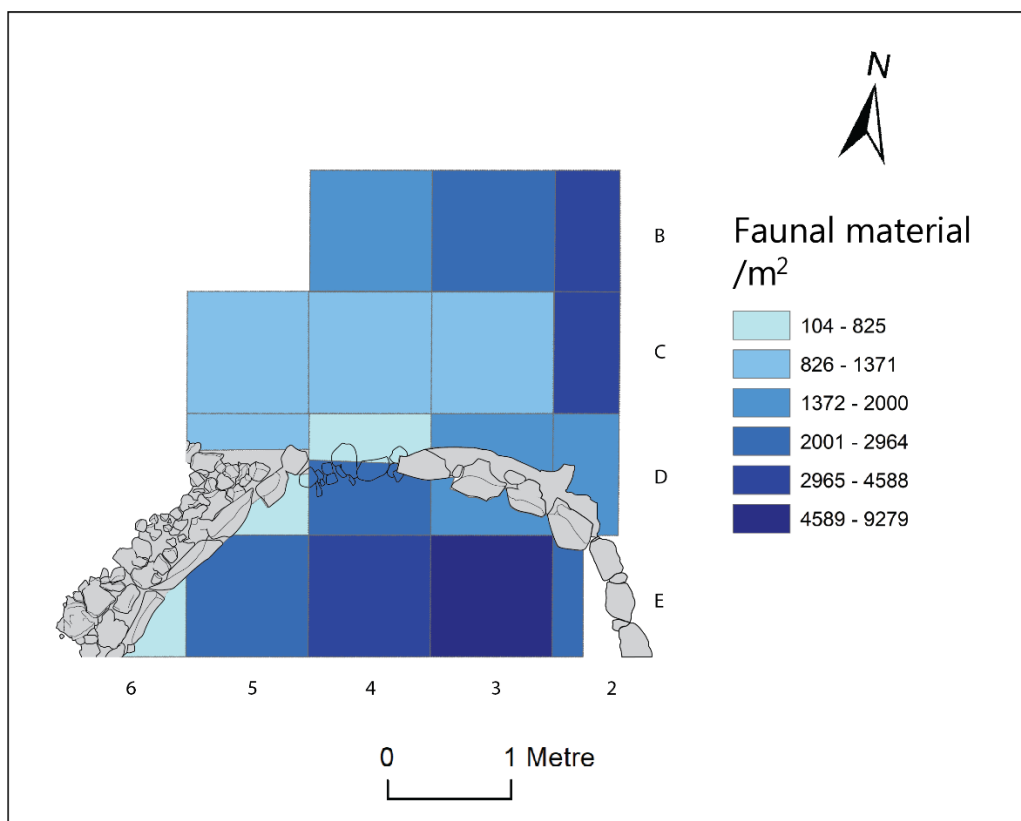 N
B
Faunal material
/m²
104 - 825
C
826 - 1371
1372 - 2000
2001 - 2964
D
2965 - 4588
4589 - 9279
E
6 5 4 3 2
0 1 Metre